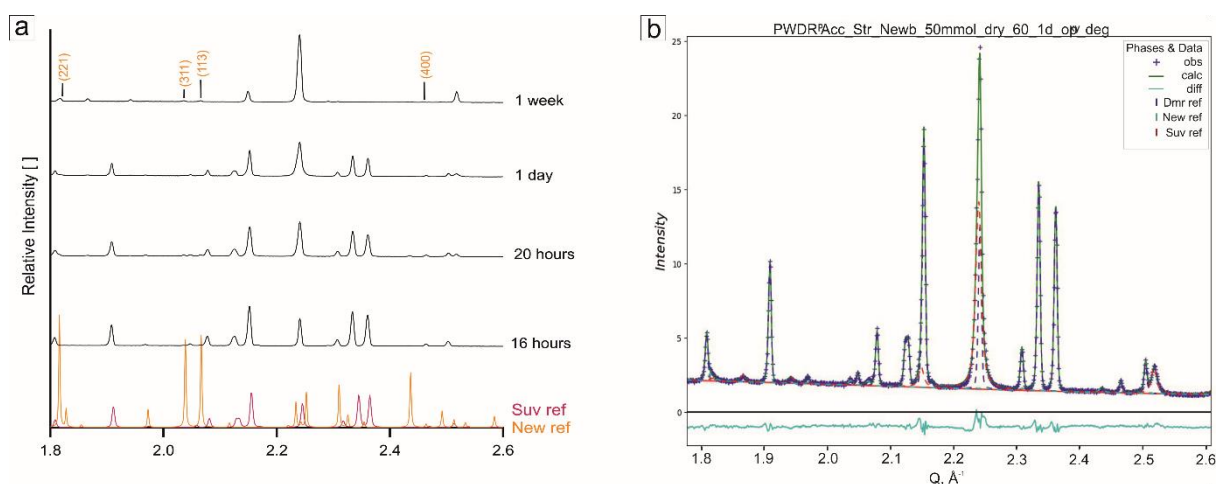 a
(221)
(311)
(113)
(400)
1 week
1 day
20 hours
16 hours
Suv ref
New ref
Relative Intensity [ ]
1.8 2.0 2.2 2.4 2.6
b
Phases & Data
obs
calc
diff
Dmr ref
New ref
Suv ref
Intensity
25
20
15
10
5
0
1.8 1.9 2.0 2.1 2.2 2.3 2.4 2.5 2.6
Q, Å⁻¹